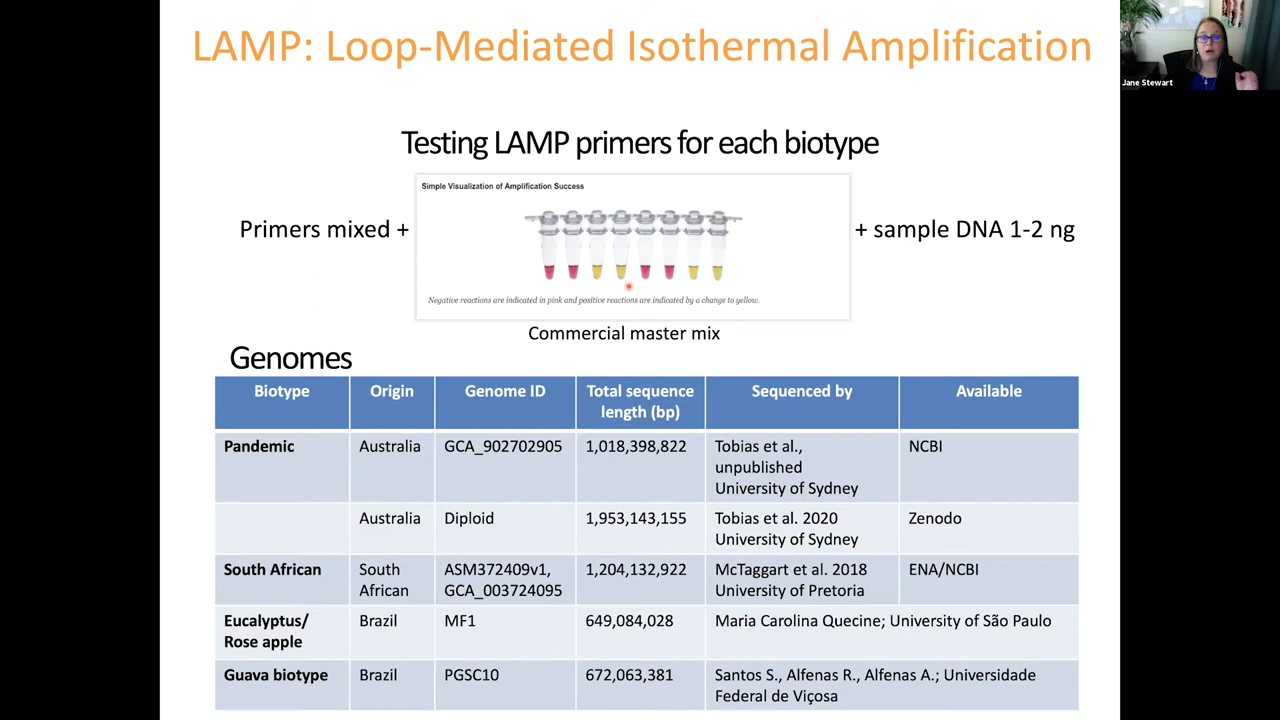 LAMP: Loop-Mediated Isothermal Amplification
Jane Stewart
Testing LAMP primers for each biotype
Simple Visualization of Amplification Success
Primers mixed +
+ sample DNA 1-2 ng
Negative reactions are indicated in pink and positive reactions are indicated by a change to yellow.
Commercial master mix
Genomes
Biotype Origin Genome ID Total sequence length (bp) Sequenced by Available
Pandemic Australia GCA_902702905 1,018,398,822 Tobias et al., NCBI
unpublished
University of Sydney
Australia Diploid 1,953,143,155 Tobias et al. 2020 Zenodo
University of Sydney
South African South ASM372409v1, 1,204,132,922 McTaggart et al. 2018 ENA/NCBI
African GCA_003724095 University of Pretoria
Eucalyptus/ Brazil MF1 649,084,028 Maria Carolina Quecine; University of São Paulo
Rose apple
Guava biotype Brazil PGSC10 672,063,381 Santos S., Alfenas R., Alfenas A.; Universidade
Federal de Viçosa